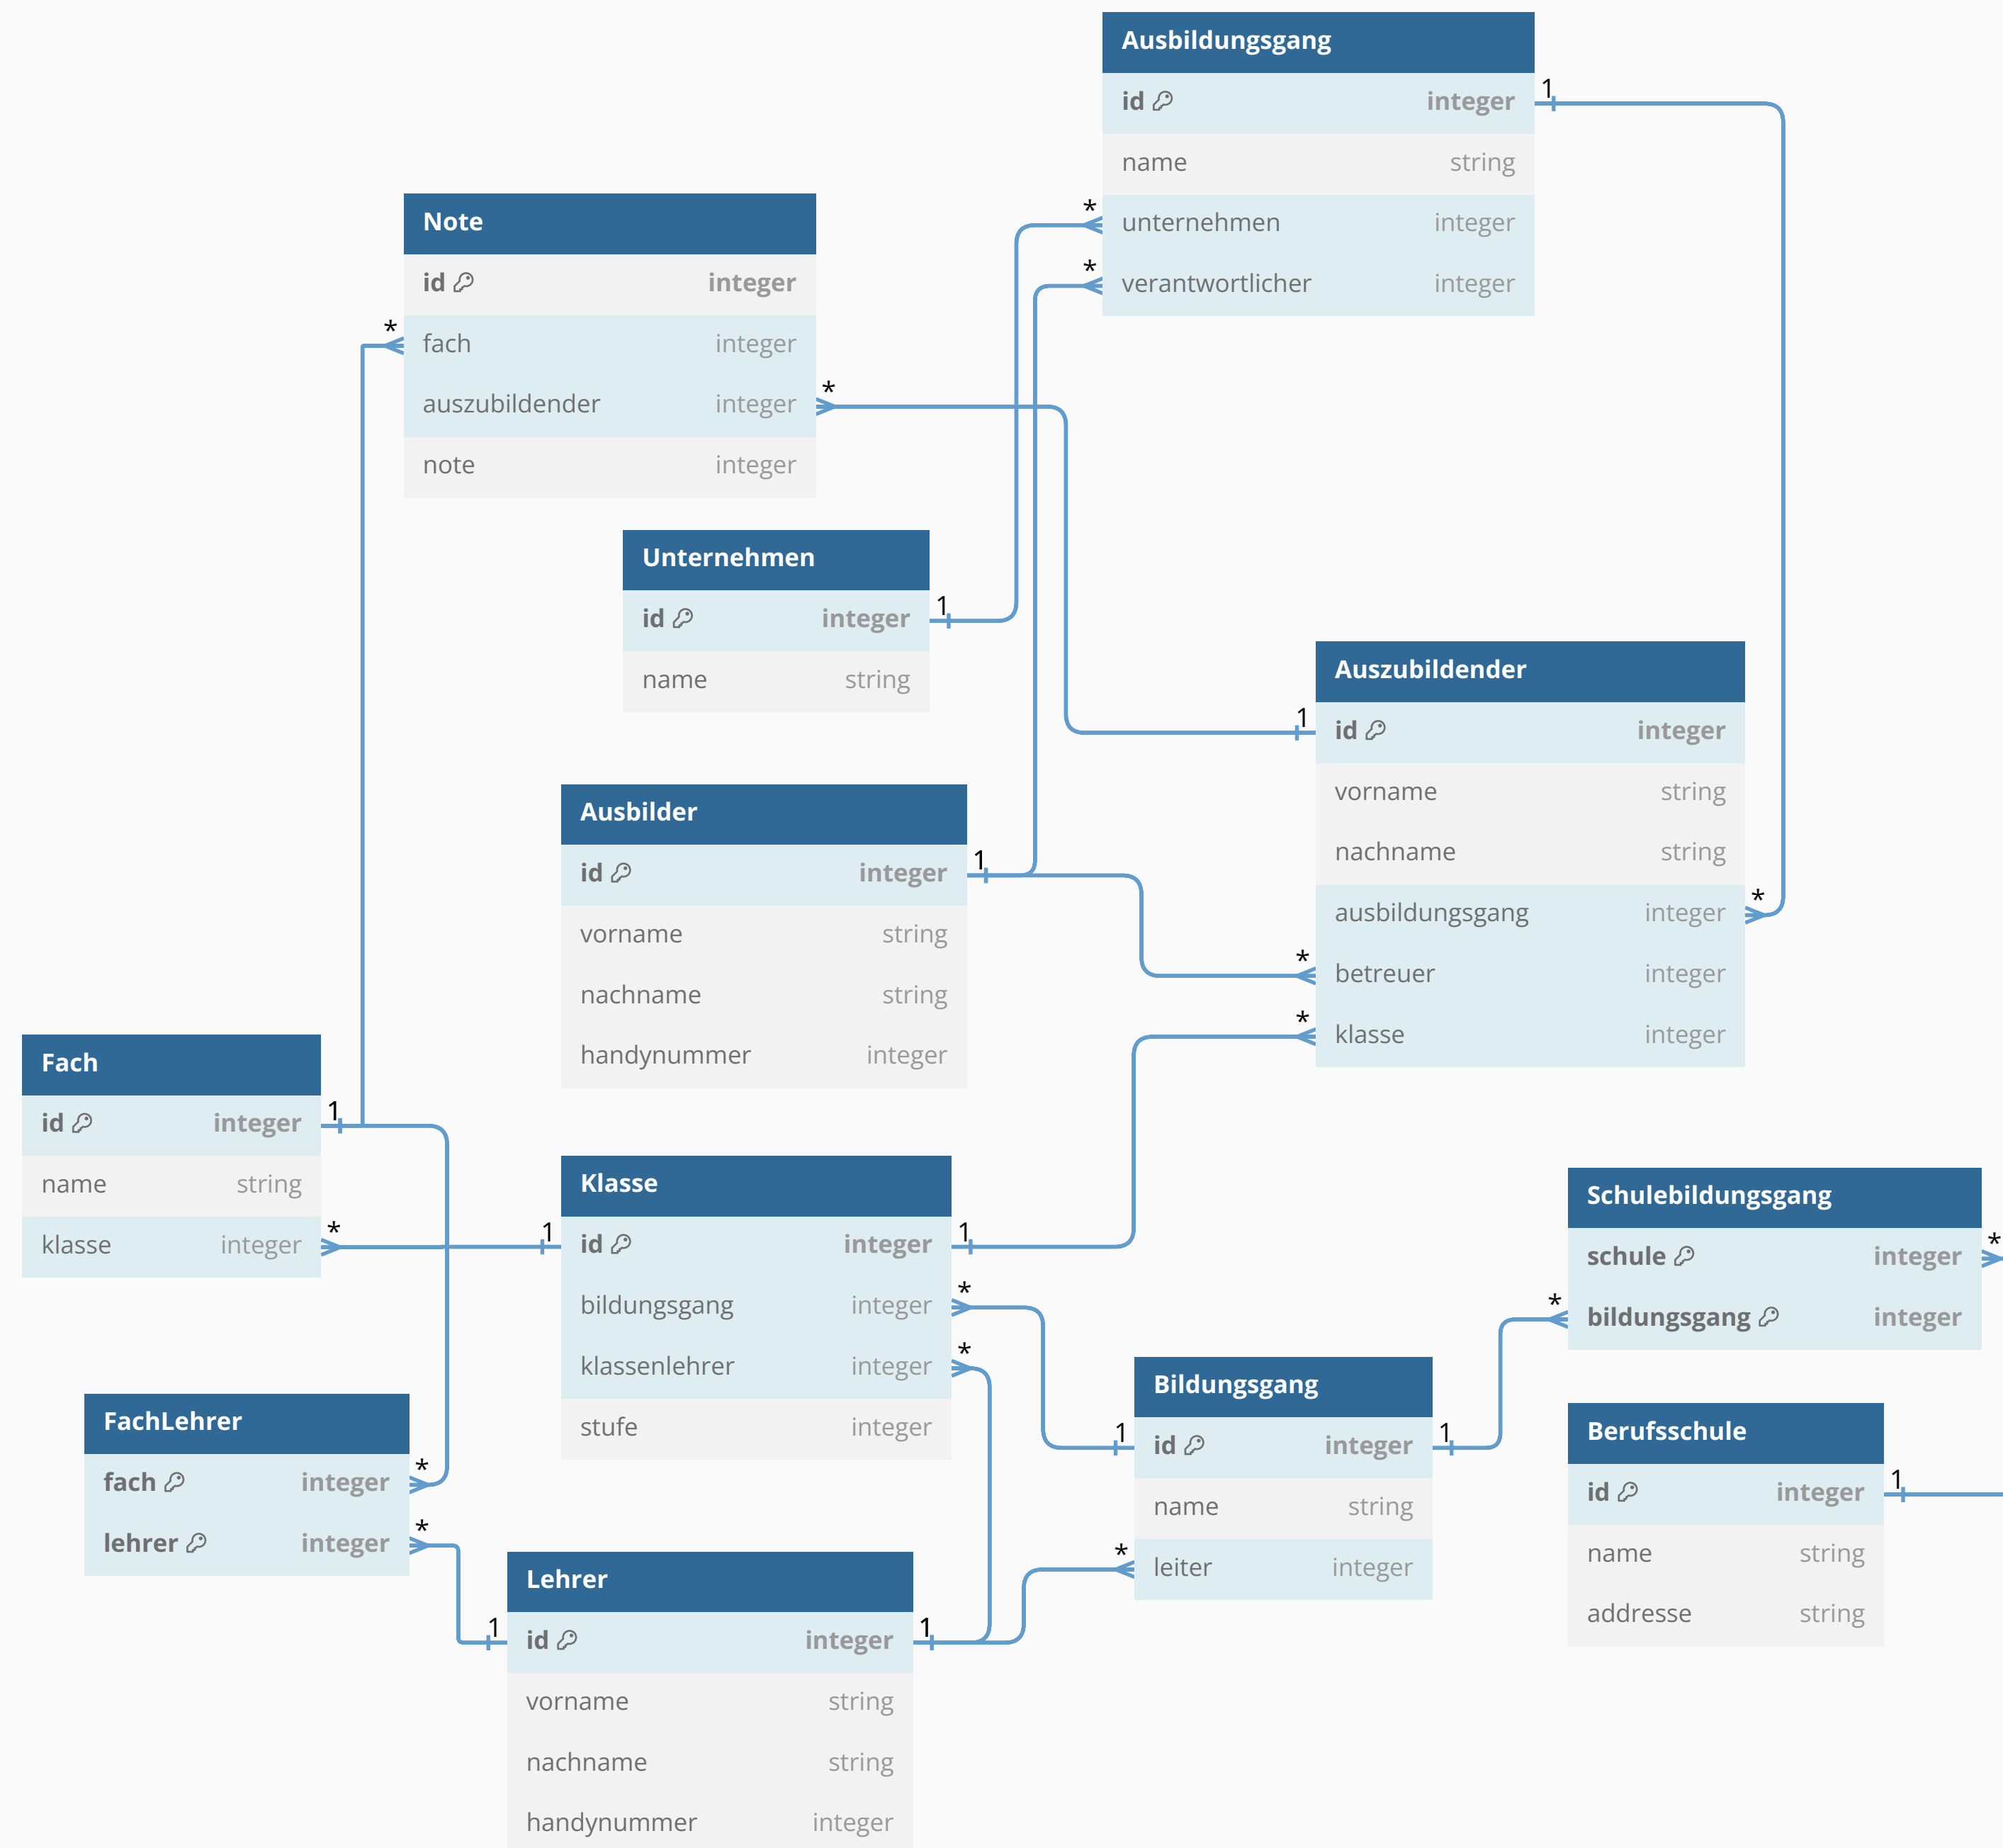 Ausbildungsgang
id integer
name string
unternehmen integer
verantwortlicher integer
1
*
*
Note
id integer
fach integer
auszubildender integer
note integer
*
*
Unternehmen
id integer
name string
1
Auszubildender
id integer
vorname string
nachname string
ausbildungsgang integer
betreuer integer
klasse integer
1
*
*
*
Ausbilder
id integer
vorname string
nachname string
handynummer integer
1
Fach
id integer
name string
klasse integer
1
*
Klasse
id integer
bildungsgang integer
klassenlehrer integer
stufe integer
1
1
*
*
Schulebildungsgang
schule integer
bildungsgang integer
*
*
Bildungsgang
id integer
name string
leiter integer
1
1
*
FachLehrer
fach integer
lehrer integer
*
*
Berufsschule
id integer
name string
addresse string
1
Lehrer
id integer
vorname string
nachname string
handynummer integer
1
1